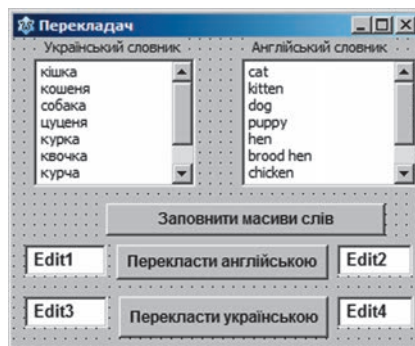 Перекладач
Український словник
Англійський словник
кішка
кошеня
собака
цуценя
курка
квочка
курча
cat
kitten
dog
puppy
hen
brood hen
chicken
Заповнити масиви слів
Edit1
Перекласти англійською
Edit2
Edit3
Перекласти українською
Edit4